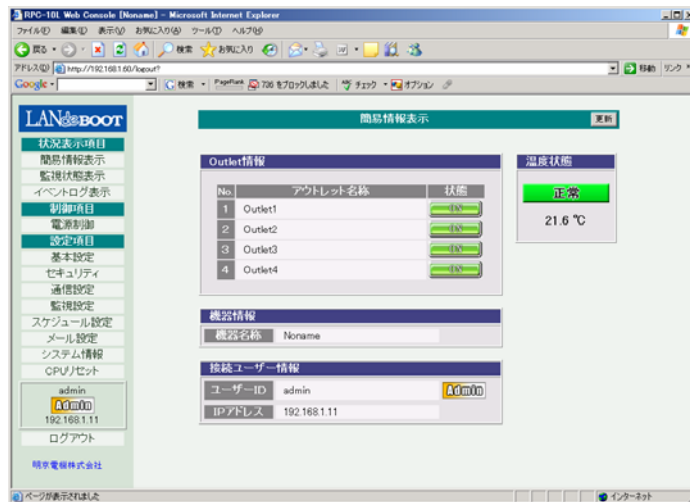 RPC-10L Web Console [Noname] - Microsoft Internet Explorer
ファイル(F) 編集(E) 表示(V) お気に入り(A) ツール(T) ヘルプ(H)
戻る 検索 お気に入り
アドレス(D) http://192.168.1.60/logout? 移動 リンク
Google 検索 PageRank 736 をブロックしました チェック オプション
LAN de BOOT
簡易情報表示 更新
状況表示項目
簡易情報表示
監視状態表示
イベントログ表示
制御項目
電源制御
設定項目
基本設定
セキュリティ
通信設定
監視設定
スケジュール設定
メール設定
システム情報
CPUリセット
admin
Admin
192.168.1.11
ログアウト
明京電機株式会社
Outlet情報
No. アウトレット名称 状態
1 Outlet1 ON
2 Outlet2 ON
3 Outlet3 ON
4 Outlet4 ON
温度状態
正常
21.6 ℃
機器情報
機器名称 Noname
接続ユーザー情報
ユーザーID admin Admin
IPアドレス 192.168.1.11
ページが表示されました インターネット